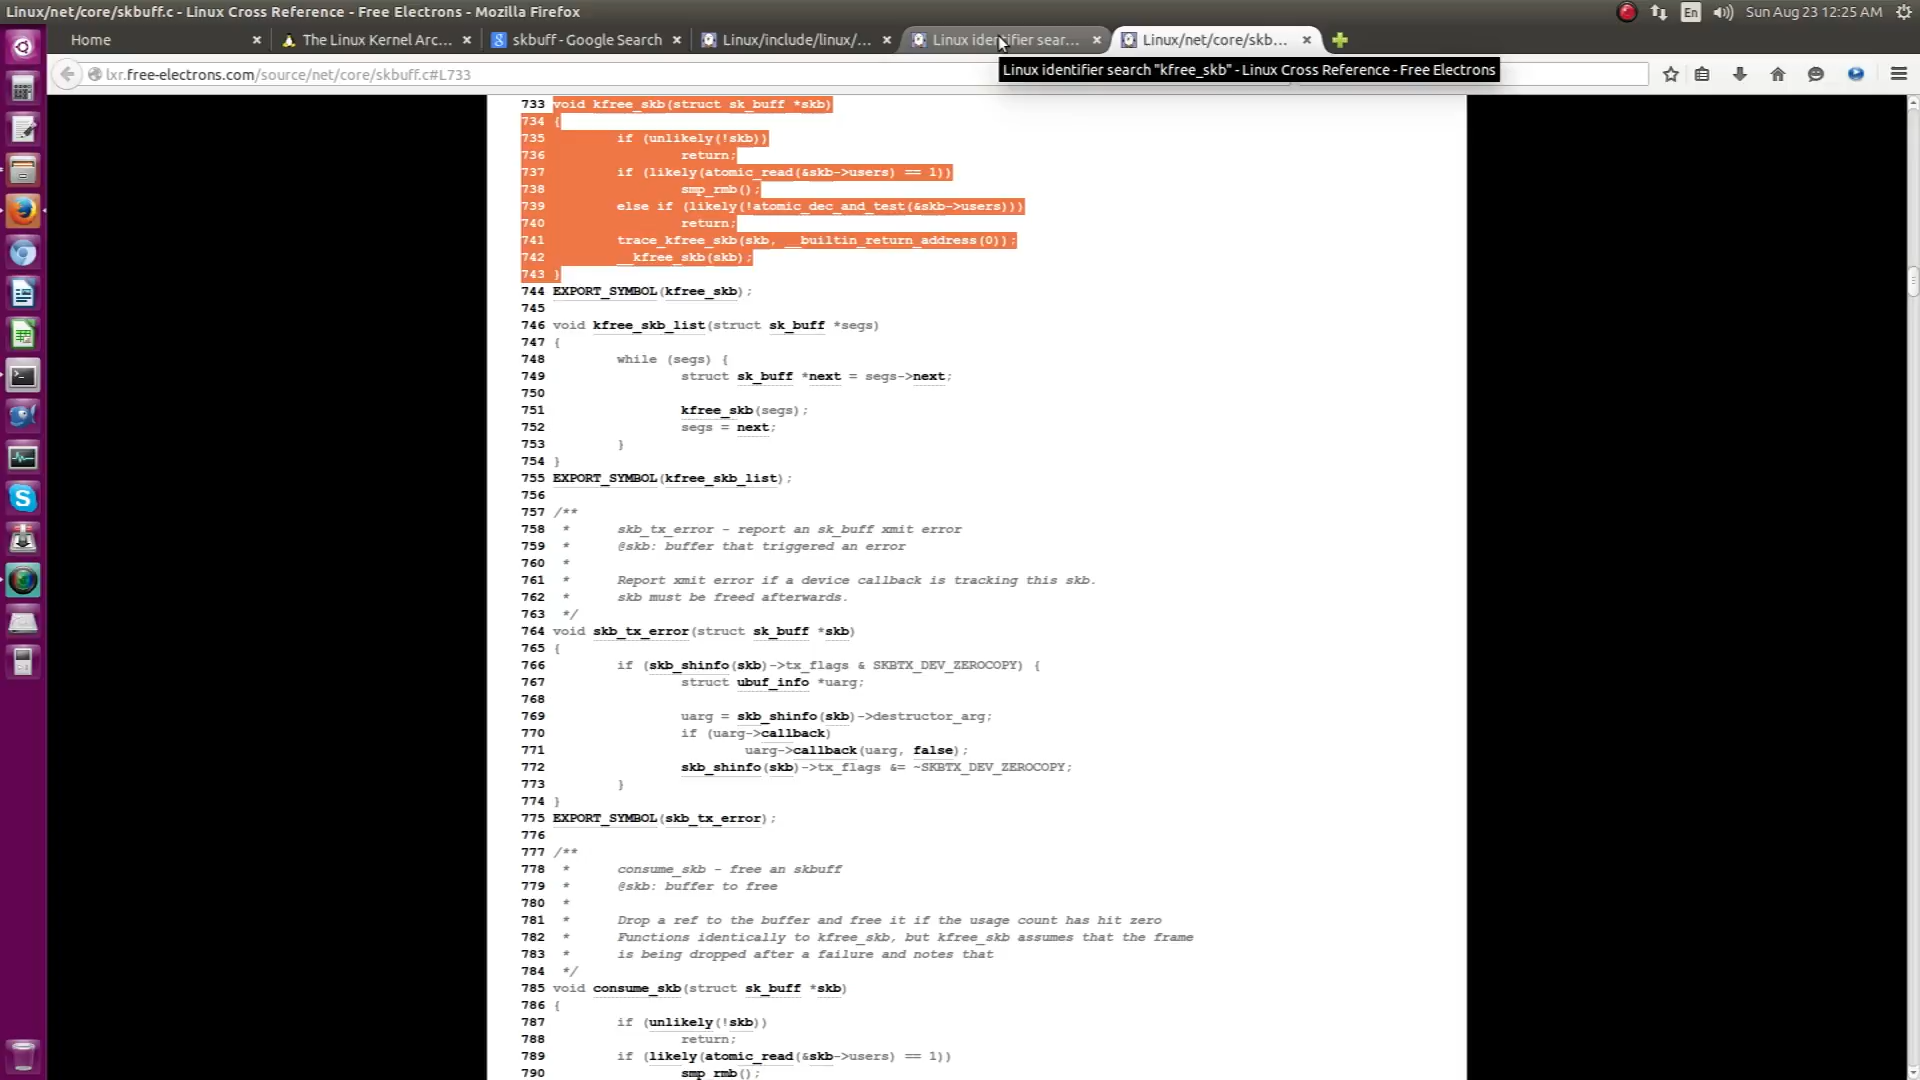 Linux/net/core/skbuff.c - Linux Cross Reference - Free Electrons - Mozilla Firefox
En
Sun Aug 23 12:25 AM
Home
The Linux Kernel Arc...
skbuff - Google Search
Linux/include/linux/...
Linux identifier sear...
Linux/net/core/skb...
lxr.free-electrons.com/source/net/core/skbuff.c#L733
Linux identifier search "kfree_skb" - Linux Cross Reference - Free Electrons
733 void kfree_skb(struct sk_buff *skb)
734 {
735         if (unlikely(!skb))
736                 return;
737         if (likely(atomic_read(&skb->users) == 1))
738                 smp_rmb();
739         else if (likely(!atomic_dec_and_test(&skb->users)))
740                 return;
741         trace_kfree_skb(skb, __builtin_return_address(0));
742         __kfree_skb(skb);
743 }
744 EXPORT_SYMBOL(kfree_skb);
745
746 void kfree_skb_list(struct sk_buff *segs)
747 {
748         while (segs) {
749                 struct sk_buff *next = segs->next;
750
751                 kfree_skb(segs);
752                 segs = next;
753         }
754 }
755 EXPORT_SYMBOL(kfree_skb_list);
756
757 /**
758  *      skb_tx_error - report an sk_buff xmit error
759  *      @skb: buffer that triggered an error
760  *
761  *      Report xmit error if a device callback is tracking this skb.
762  *      skb must be freed afterwards.
763  */
764 void skb_tx_error(struct sk_buff *skb)
765 {
766         if (skb_shinfo(skb)->tx_flags & SKBTX_DEV_ZEROCOPY) {
767                 struct ubuf_info *uarg;
768
769                 uarg = skb_shinfo(skb)->destructor_arg;
770                 if (uarg->callback)
771                         uarg->callback(uarg, false);
772                 skb_shinfo(skb)->tx_flags &= ~SKBTX_DEV_ZEROCOPY;
773         }
774 }
775 EXPORT_SYMBOL(skb_tx_error);
776
777 /**
778  *      consume_skb - free an skbuff
779  *      @skb: buffer to free
780  *
781  *      Drop a ref to the buffer and free it if the usage count has hit zero
782  *      Functions identically to kfree_skb, but kfree_skb assumes that the frame
783  *      is being dropped after a failure and notes that
784  */
785 void consume_skb(struct sk_buff *skb)
786 {
787         if (unlikely(!skb))
788                 return;
789         if (likely(atomic_read(&skb->users) == 1))
790                 smp_rmb();